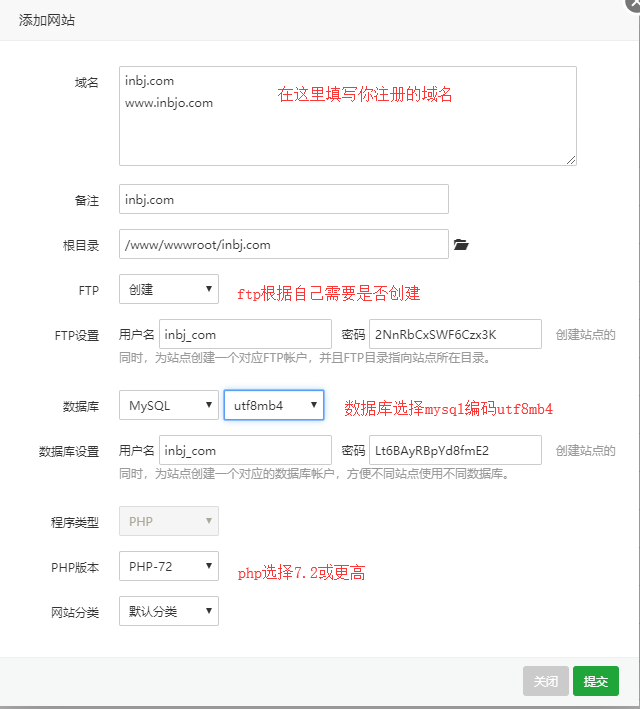 添加网站
域名
inbj.com
www.inbjo.com
在这里填写你注册的域名
备注 inbj.com
根目录 /www/wwwroot/inbj.com
FTP 创建 ftp根据自己需要是否创建
FTP设置 用户名 inbj_com 密码 2NnRbCxSWF6Czx3K 创建站点的
同时，为站点创建一个对应FTP帐户，并且FTP目录指向站点所在目录。
数据库 MySQL utf8mb4 数据库选择mysql编码utf8mb4
数据库设置 用户名 inbj_com 密码 Lt6BAyRBpYd8fmE2 创建站点的
同时，为站点创建一个对应的数据库帐户，方便不同站点使用不同数据库。
程序类型 PHP
PHP版本 PHP-72 php选择7.2或更高
网站分类 默认分类
关闭 提交